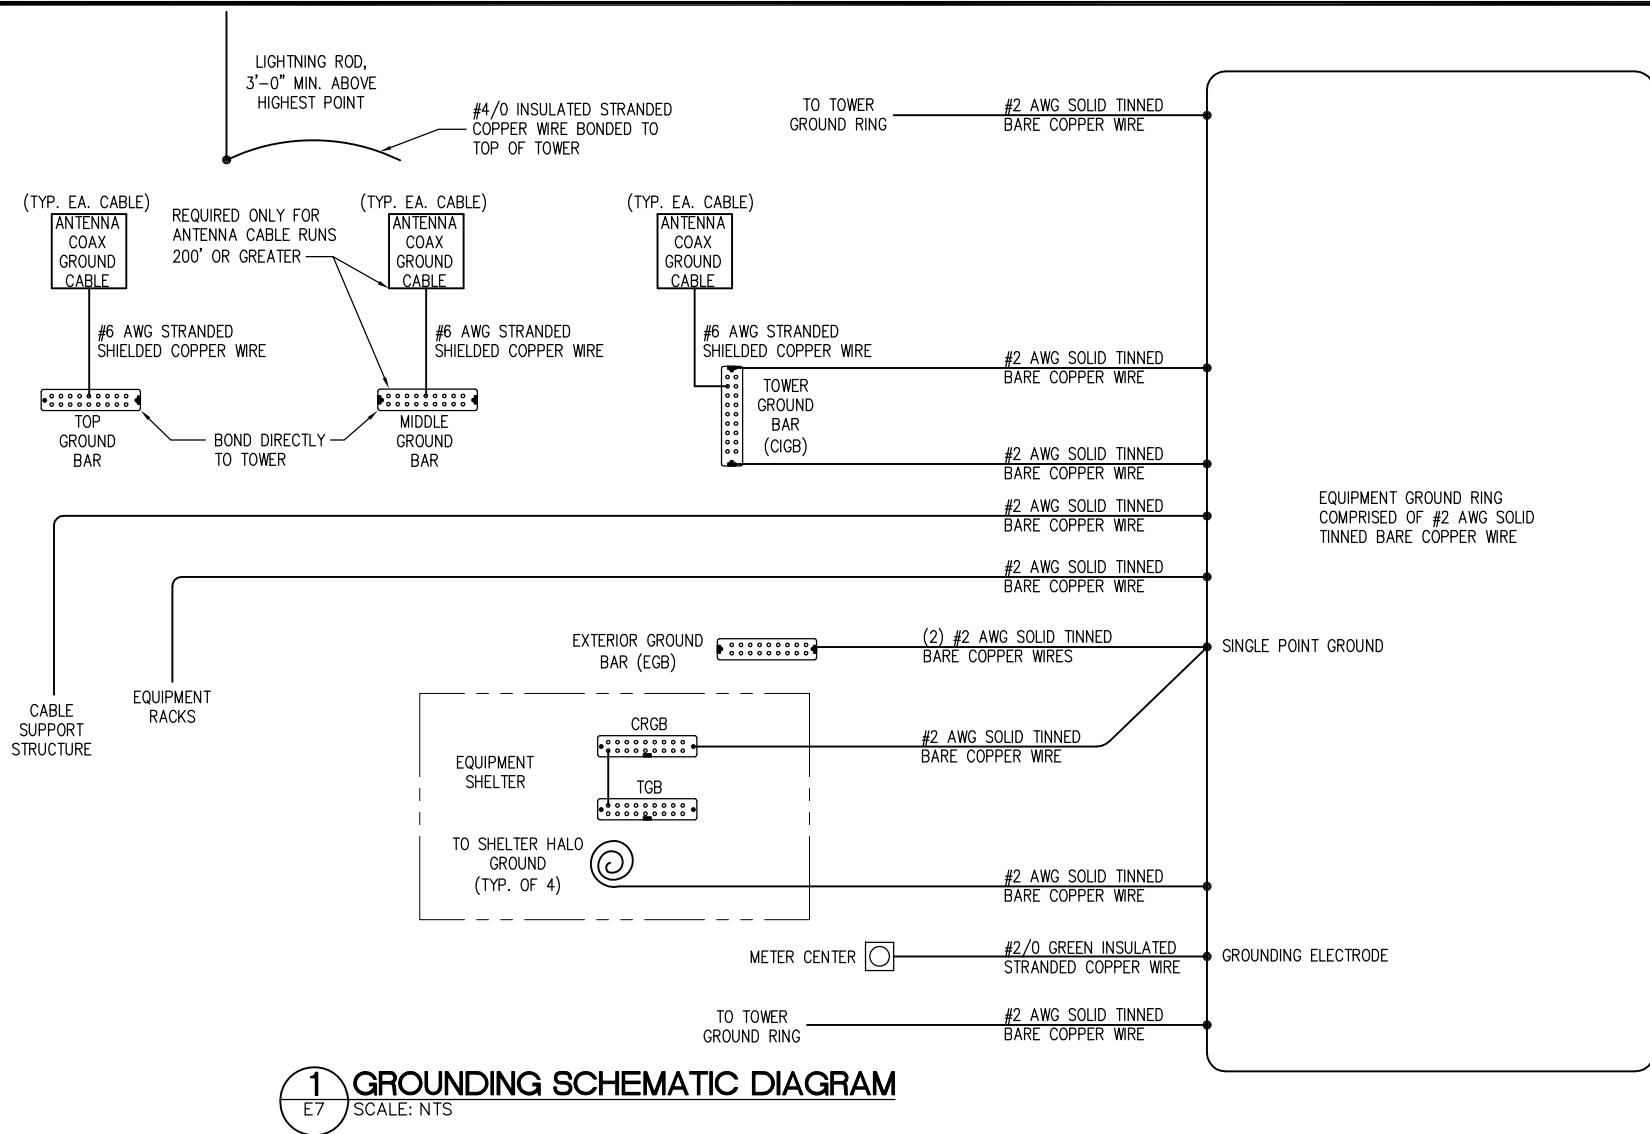 LIGHTNING ROD,
3'-0" MIN. ABOVE
HIGHEST POINT
#4/0 INSULATED STRANDED
COPPER WIRE BONDED TO
TOP OF TOWER
TO TOWER
GROUND RING
#2 AWG SOLID TINNED
BARE COPPER WIRE
(TYP. EA. CABLE)
ANTENNA
COAX
GROUND
CABLE
REQUIRED ONLY FOR
ANTENNA CABLE RUNS
200' OR GREATER
(TYP. EA. CABLE)
ANTENNA
COAX
GROUND
CABLE
(TYP. EA. CABLE)
ANTENNA
COAX
GROUND
CABLE
#6 AWG STRANDED
SHIELDED COPPER WIRE
#6 AWG STRANDED
SHIELDED COPPER WIRE
#6 AWG STRANDED
SHIELDED COPPER WIRE
#2 AWG SOLID TINNED
BARE COPPER WIRE
TOP
GROUND
BAR
BOND DIRECTLY
TO TOWER
MIDDLE
GROUND
BAR
TOWER
GROUND
BAR
(CIGB)
#2 AWG SOLID TINNED
BARE COPPER WIRE
#2 AWG SOLID TINNED
BARE COPPER WIRE
EQUIPMENT GROUND RING
COMPRISED OF #2 AWG SOLID
TINNED BARE COPPER WIRE
#2 AWG SOLID TINNED
BARE COPPER WIRE
EXTERIOR GROUND
BAR (EGB)
(2) #2 AWG SOLID TINNED
BARE COPPER WIRES
SINGLE POINT GROUND
CABLE
SUPPORT
STRUCTURE
EQUIPMENT
RACKS
CRGB
#2 AWG SOLID TINNED
BARE COPPER WIRE
EQUIPMENT
SHELTER
TGB
TO SHELTER HALO
GROUND
(TYP. OF 4)
#2 AWG SOLID TINNED
BARE COPPER WIRE
METER CENTER
#2/0 GREEN INSULATED
STRANDED COPPER WIRE
GROUNDING ELECTRODE
TO TOWER
GROUND RING
#2 AWG SOLID TINNED
BARE COPPER WIRE
1
E7
GROUNDING SCHEMATIC DIAGRAM
SCALE: NTS